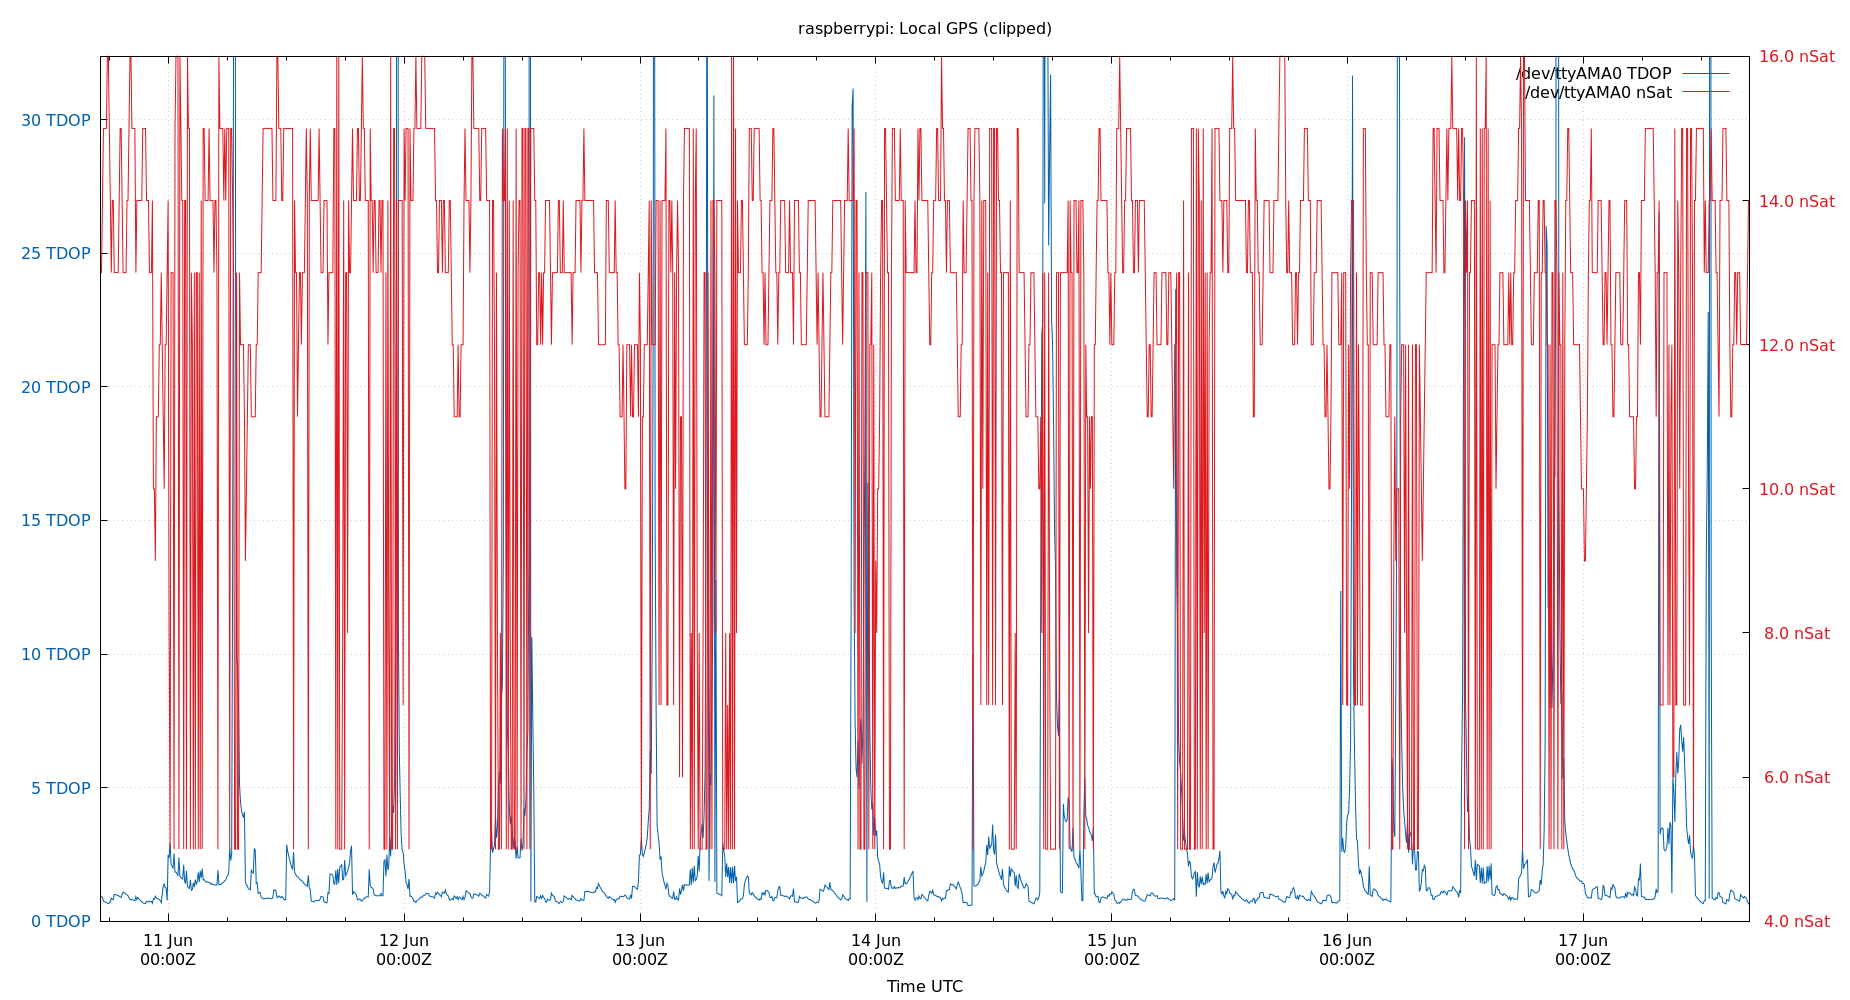 raspberrypi: Local GPS (clipped)
/dev/ttyAMA0 TDOP
/dev/ttyAMA0 nSat
30 TDOP
25 TDOP
20 TDOP
15 TDOP
10 TDOP
5 TDOP
0 TDOP
16.0 nSat
14.0 nSat
12.0 nSat
10.0 nSat
8.0 nSat
6.0 nSat
4.0 nSat
11 Jun
00:00Z
12 Jun
00:00Z
13 Jun
00:00Z
14 Jun
00:00Z
15 Jun
00:00Z
16 Jun
00:00Z
17 Jun
00:00Z
Time UTC